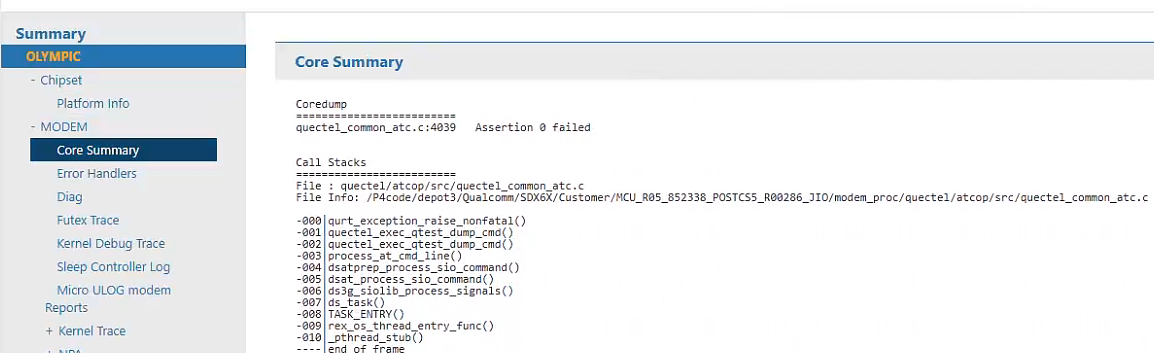 Summary
OLYMPIC
- Chipset
Platform Info
- MODEM
Core Summary
Error Handlers
Diag
Futex Trace
Kernel Debug Trace
Sleep Controller Log
Micro ULOG modem
Reports
+ Kernel Trace
+ NPA
Core Summary
Coredump
=========================
quectel_common_atc.c:4039   Assertion 0 failed
Call Stacks
=========================
File : quectel/atcop/src/quectel_common_atc.c
File Info: /P4code/depot3/Qualcomm/SDX6X/Customer/MCU_R05_852338_POSTCS5_R00286_JIO/modem_proc/quectel/atcop/src/quectel_common_atc.c
-000|qurt_exception_raise_nonfatal()
-001|quectel_exec_qtest_dump_cmd()
-002|quectel_exec_qtest_dump_cmd()
-003|process_at_cmd_line()
-004|dsatprep_process_sio_command()
-005|dsat_process_sio_command()
-006|ds3g_siolib_process_signals()
-007|ds_task()
-008|TASK_ENTRY()
-009|rex_os_thread_entry_func()
-010|_pthread_stub()
----|end of frame